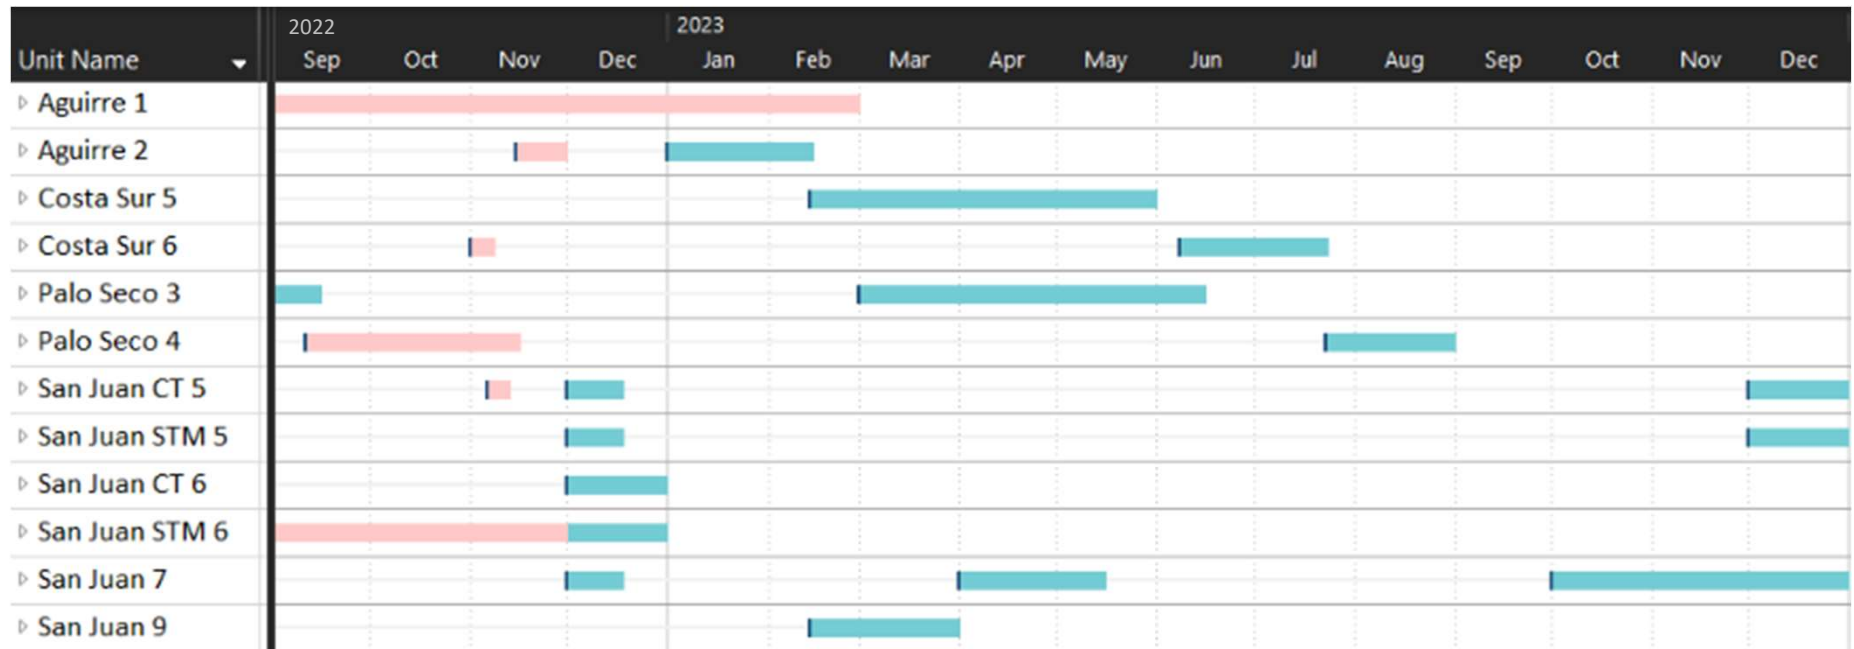 2022 2023
Unit Name Sep Oct Nov Dec Jan Feb Mar Apr May Jun Jul Aug Sep Oct Nov Dec
Aguirre 1
Aguirre 2
Costa Sur 5
Costa Sur 6
Palo Seco 3
Palo Seco 4
San Juan CT 5
San Juan STM 5
San Juan CT 6
San Juan STM 6
San Juan 7
San Juan 9